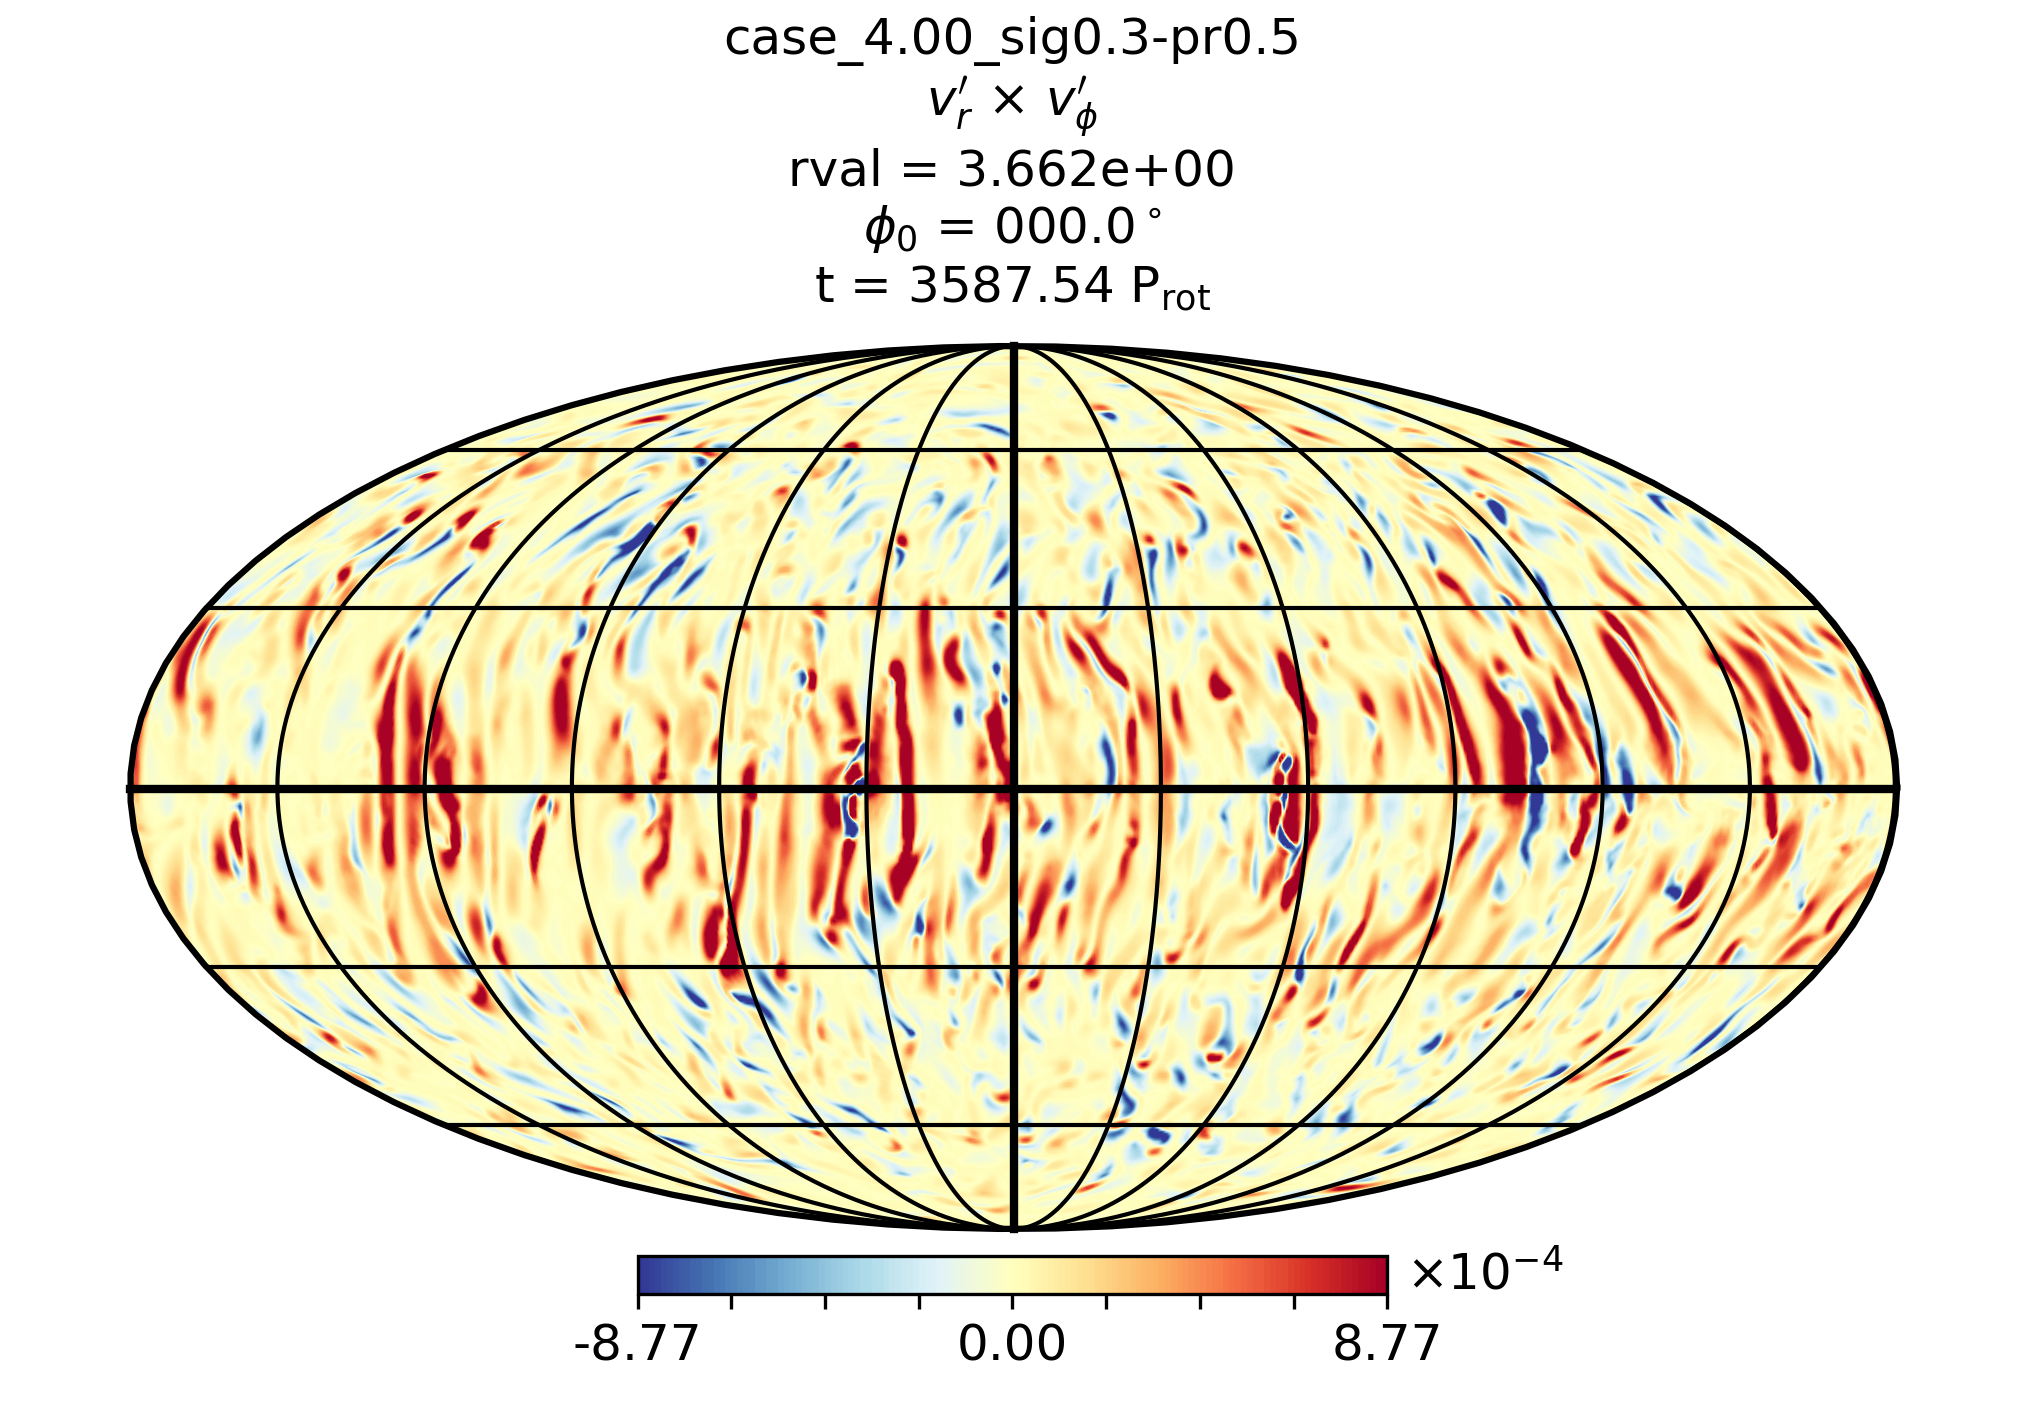 case_4.00_sig0.3-pr0.5
v′r × v′ϕ
rval = 3.662e+00
ϕ0 = 000.0°
t = 3587.54 Prot
×10−4
-8.77 0.00 8.77